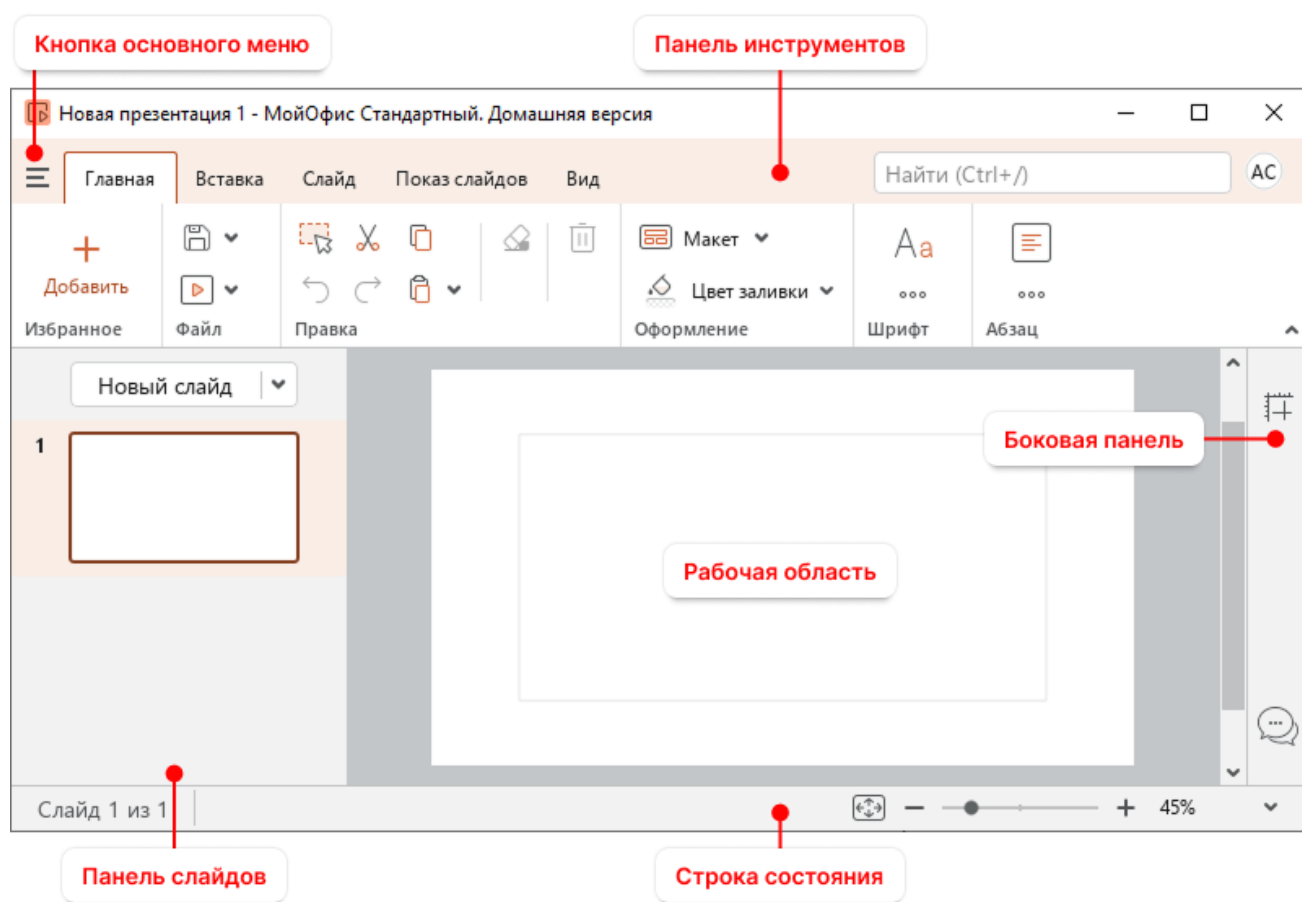 Кнопка основного меню
Панель инструментов
Новая презентация 1 - МойОфис Стандартный. Домашняя версия
Главная Вставка Слайд Показ слайдов Вид Найти (Ctrl+/) АС
Макет Aa
Добавить Цвет заливки
Избранное Файл Правка Оформление Шрифт Абзац
Новый слайд
1
Боковая панель
Рабочая область
Слайд 1 из 1 45%
Панель слайдов
Строка состояния